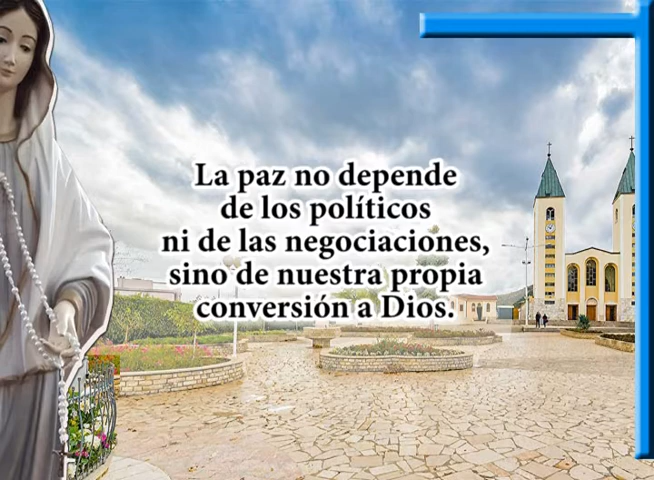 La paz no depende
de los políticos
ni de las negociaciones,
sino de nuestra propia
conversión a Dios.